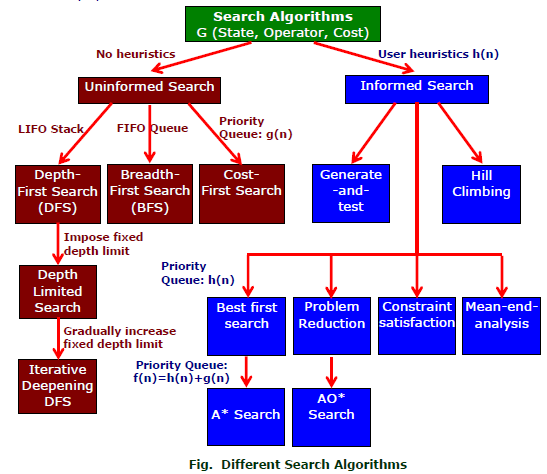 Search Algorithms
G (State, Operator, Cost)
No heuristics
User heuristics h(n)
Uninformed Search
Informed Search
LIFO Stack
FIFO Queue
Priority
Queue: g(n)
Depth-
First Search
(DFS)
Breadth-
First Search
(BFS)
Cost-
First Search
Generate
-and-
test
Hill
Climbing
Impose fixed
depth limit
Depth
Limited
Search
Priority
Queue: h(n)
Best first
search
Problem
Reduction
Constraint
satisfaction
Mean-end-
analysis
Gradually increase
fixed depth limit
Iterative
Deepening
DFS
Priority Queue:
f(n)=h(n)+g(n)
A* Search
AO*
Search
Fig. Different Search Algorithms